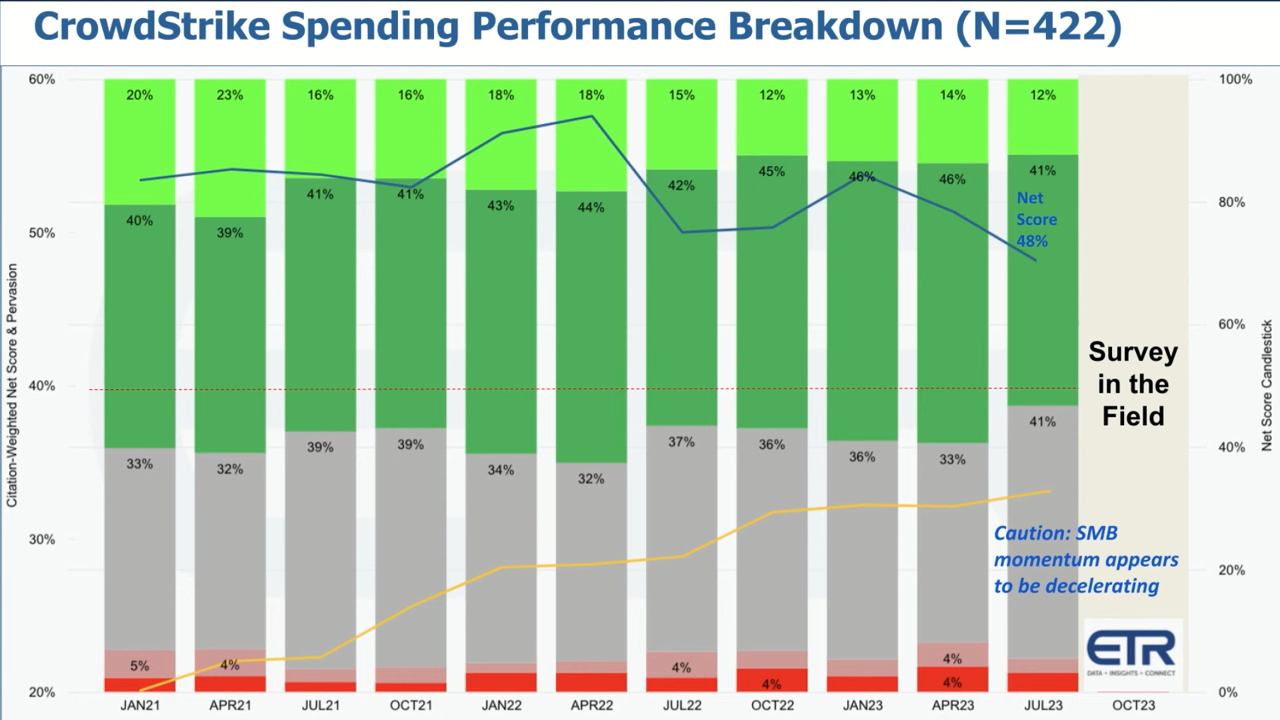 CrowdStrike Spending Performance Breakdown (N=422)
60%
50%
40%
30%
20%
Citation-Weighted Net Score & Pervasion
20% 23% 16% 16% 18% 18% 15% 12% 13% 14% 12%
40% 39% 41% 41% 43% 44% 42% 45% 46% 46% 41%
33% 32% 39% 39% 34% 32% 37% 36% 36% 33% 41%
5% 4% 4% 4%
4% 4%
Net
Score
48%
Survey
in the
Field
Caution: SMB
momentum appears
to be decelerating
ETR
DATA • INSIGHTS • CONNECT
100%
80%
60%
40%
20%
0%
Net Score Candlestick
JAN21 APR21 JUL21 OCT21 JAN22 APR22 JUL22 OCT22 JAN23 APR23 JUL23 OCT23